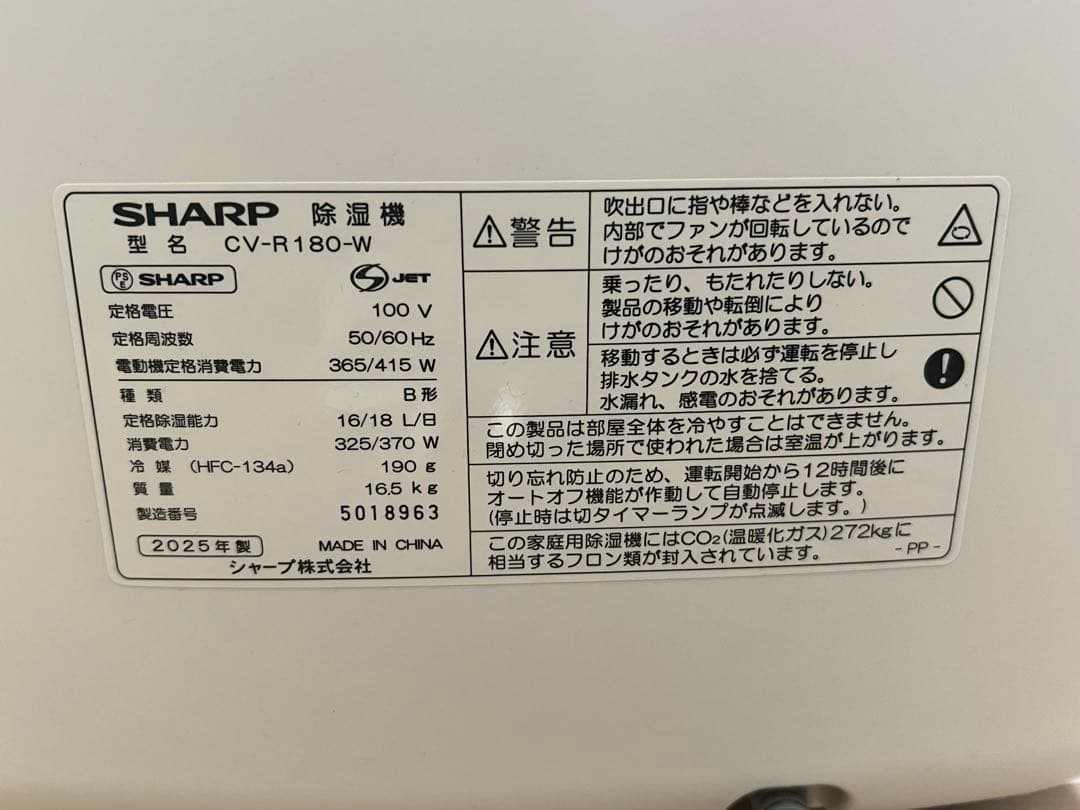 SHARP 除湿機
型名 CV-R180-W
PSE SHARP JET
定格電圧 100 V
定格周波数 50/60 Hz
電動機定格消費電力 365/415 W
種類 B形
定格除湿能力 16/18 L/日
消費電力 325/370 W
冷媒 (HFC-134a) 190 g
質量 16.5 kg
製造番号 5018963
2025年製 MADE IN CHINA
シャープ株式会社
警告
吹出口に指や棒などを入れない。
内部でファンが回転しているので
けがのおそれがあります。
注意
乗ったり、もたれたりしない。
製品の移動や転倒により
けがのおそれがあります。
移動するときは必ず運転を停止し
排水タンクの水を捨てる。
水漏れ、感電のおそれがあります。
この製品は部屋全体を冷やすことはできません。
閉め切った場所で使われた場合は室温が上がります。
切り忘れ防止のため、運転開始から12時間後に
オートオフ機能が作動して自動停止します。
(停止時は切タイマーランプが点滅します。)
この家庭用除湿機にはCO₂(温暖化ガス)272kgに
相当するフロン類が封入されています。 -PP-